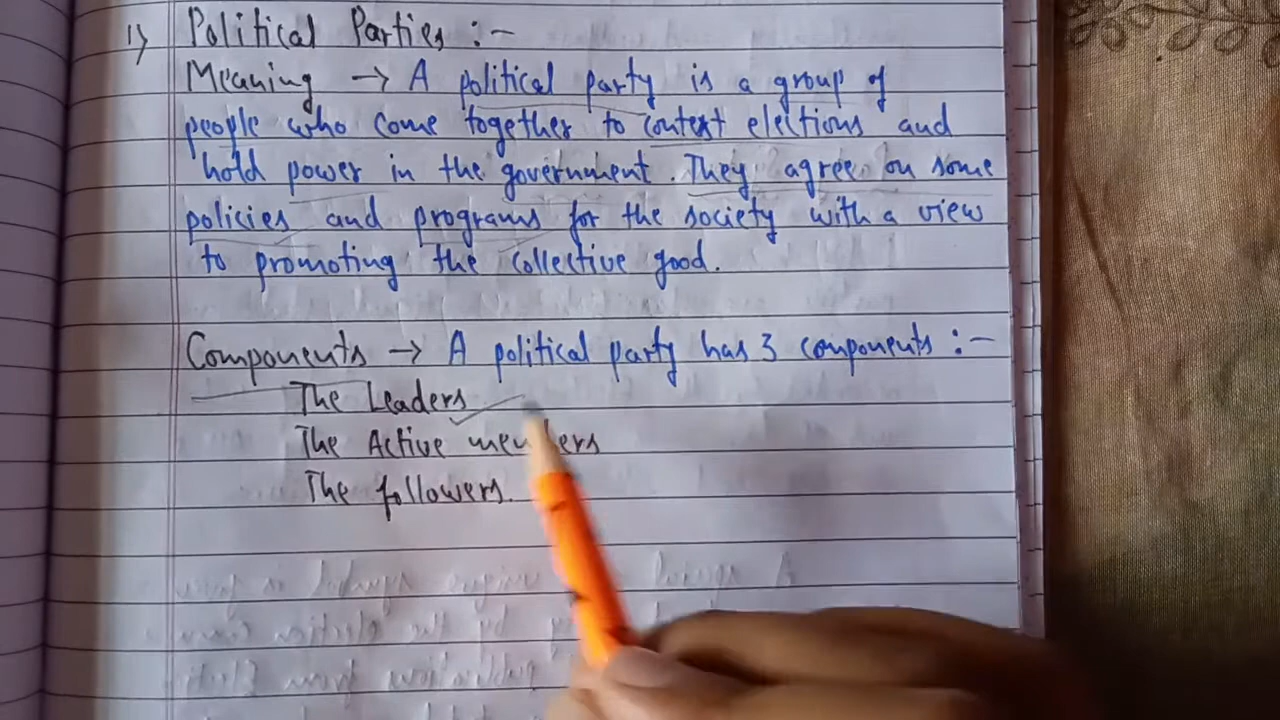 1) Political Parties :-
Meaning → A political party is a group of
people who come together to contest elections and
hold power in the government. They agree on some
policies and programs for the society with a view
to promoting the collective good.
Components → A political party has 3 components :-
The Leaders
The Active members
The followers.